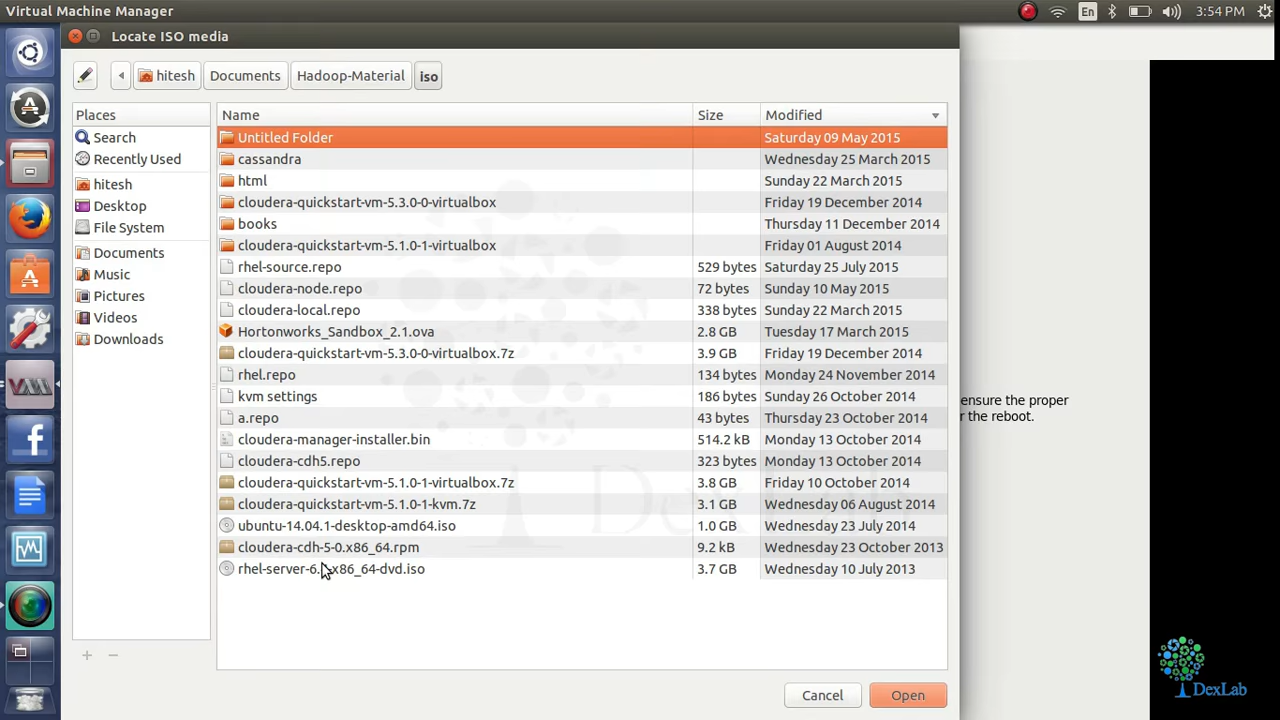 Virtual Machine Manager
En
3:54 PM
Locate ISO media
hitesh
Documents
Hadoop-Material
iso
Places
Name
Size
Modified
Search
Recently Used
hitesh
Desktop
File System
Documents
Music
Pictures
Videos
Downloads
Untitled Folder
Saturday 09 May 2015
cassandra
Wednesday 25 March 2015
html
Sunday 22 March 2015
cloudera-quickstart-vm-5.3.0-0-virtualbox
Friday 19 December 2014
books
Thursday 11 December 2014
cloudera-quickstart-vm-5.1.0-1-virtualbox
Friday 01 August 2014
rhel-source.repo
529 bytes
Saturday 25 July 2015
cloudera-node.repo
72 bytes
Sunday 10 May 2015
cloudera-local.repo
338 bytes
Sunday 22 March 2015
Hortonworks_Sandbox_2.1.ova
2.8 GB
Tuesday 17 March 2015
cloudera-quickstart-vm-5.3.0-0-virtualbox.7z
3.9 GB
Friday 19 December 2014
rhel.repo
134 bytes
Monday 24 November 2014
kvm settings
186 bytes
Sunday 26 October 2014
a.repo
43 bytes
Thursday 23 October 2014
cloudera-manager-installer.bin
514.2 kB
Monday 13 October 2014
cloudera-cdh5.repo
323 bytes
Monday 13 October 2014
cloudera-quickstart-vm-5.1.0-1-virtualbox.7z
3.8 GB
Friday 10 October 2014
cloudera-quickstart-vm-5.1.0-1-kvm.7z
3.1 GB
Wednesday 06 August 2014
ubuntu-14.04.1-desktop-amd64.iso
1.0 GB
Wednesday 23 July 2014
cloudera-cdh-5-0.x86_64.rpm
9.2 kB
Wednesday 23 October 2013
3.7 GB
Wednesday 10 July 2013
ensure the proper
r the reboot.
Cancel
Open
DexLab